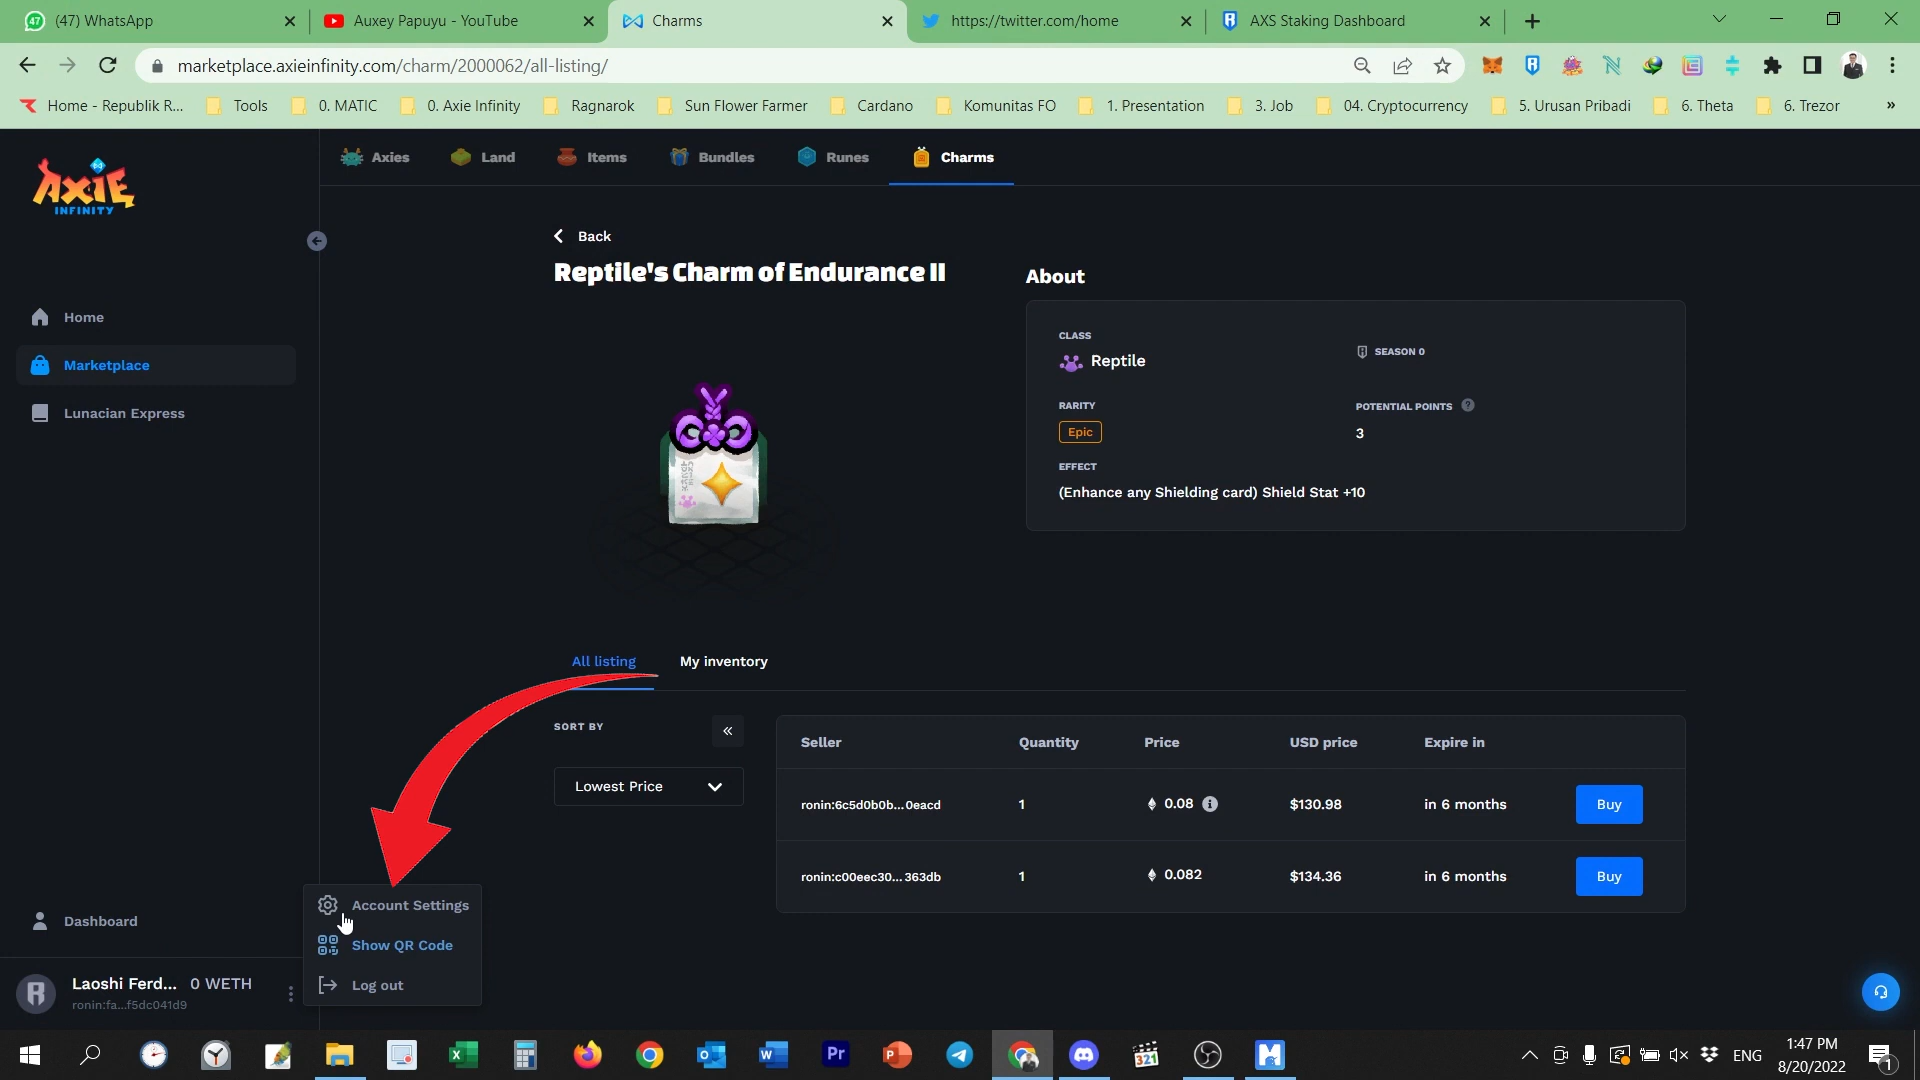 (47) WhatsApp
Auxey Papuyu - YouTube
Charms
https://twitter.com/home
AXS Staking Dashboard
marketplace.axieinfinity.com/charm/2000062/all-listing/
Home - Republik R...
Tools
0. MATIC
0. Axie Infinity
Ragnarok
Sun Flower Farmer
Cardano
Komunitas FO
1. Presentation
3. Job
04. Cryptocurrency
5. Urusan Pribadi
6. Theta
6. Trezor
»
AXIE
INFINITY
Axies
Land
Items
Bundles
Runes
Charms
Back
Reptile's Charm of Endurance II
About
CLASS
Reptile
SEASON 0
RARITY
Epic
POTENTIAL POINTS ?
3
EFFECT
(Enhance any Shielding card) Shield Stat +10
Home
Marketplace
Lunacian Express
All listing
My inventory
SORT BY
«
Lowest Price
Seller Quantity Price USD price Expire in
ronin:6c5d0b0b...0eacd 1 0.08 $130.98 in 6 months Buy
ronin:c00eec30...363db 1 0.082 $134.36 in 6 months Buy
Dashboard
Account Settings
Show QR Code
Log out
Laoshi Ferd... 0 WETH
ronin:fa...f5dc041d9
Pr
321
ENG
1:47 PM
8/20/2022
1